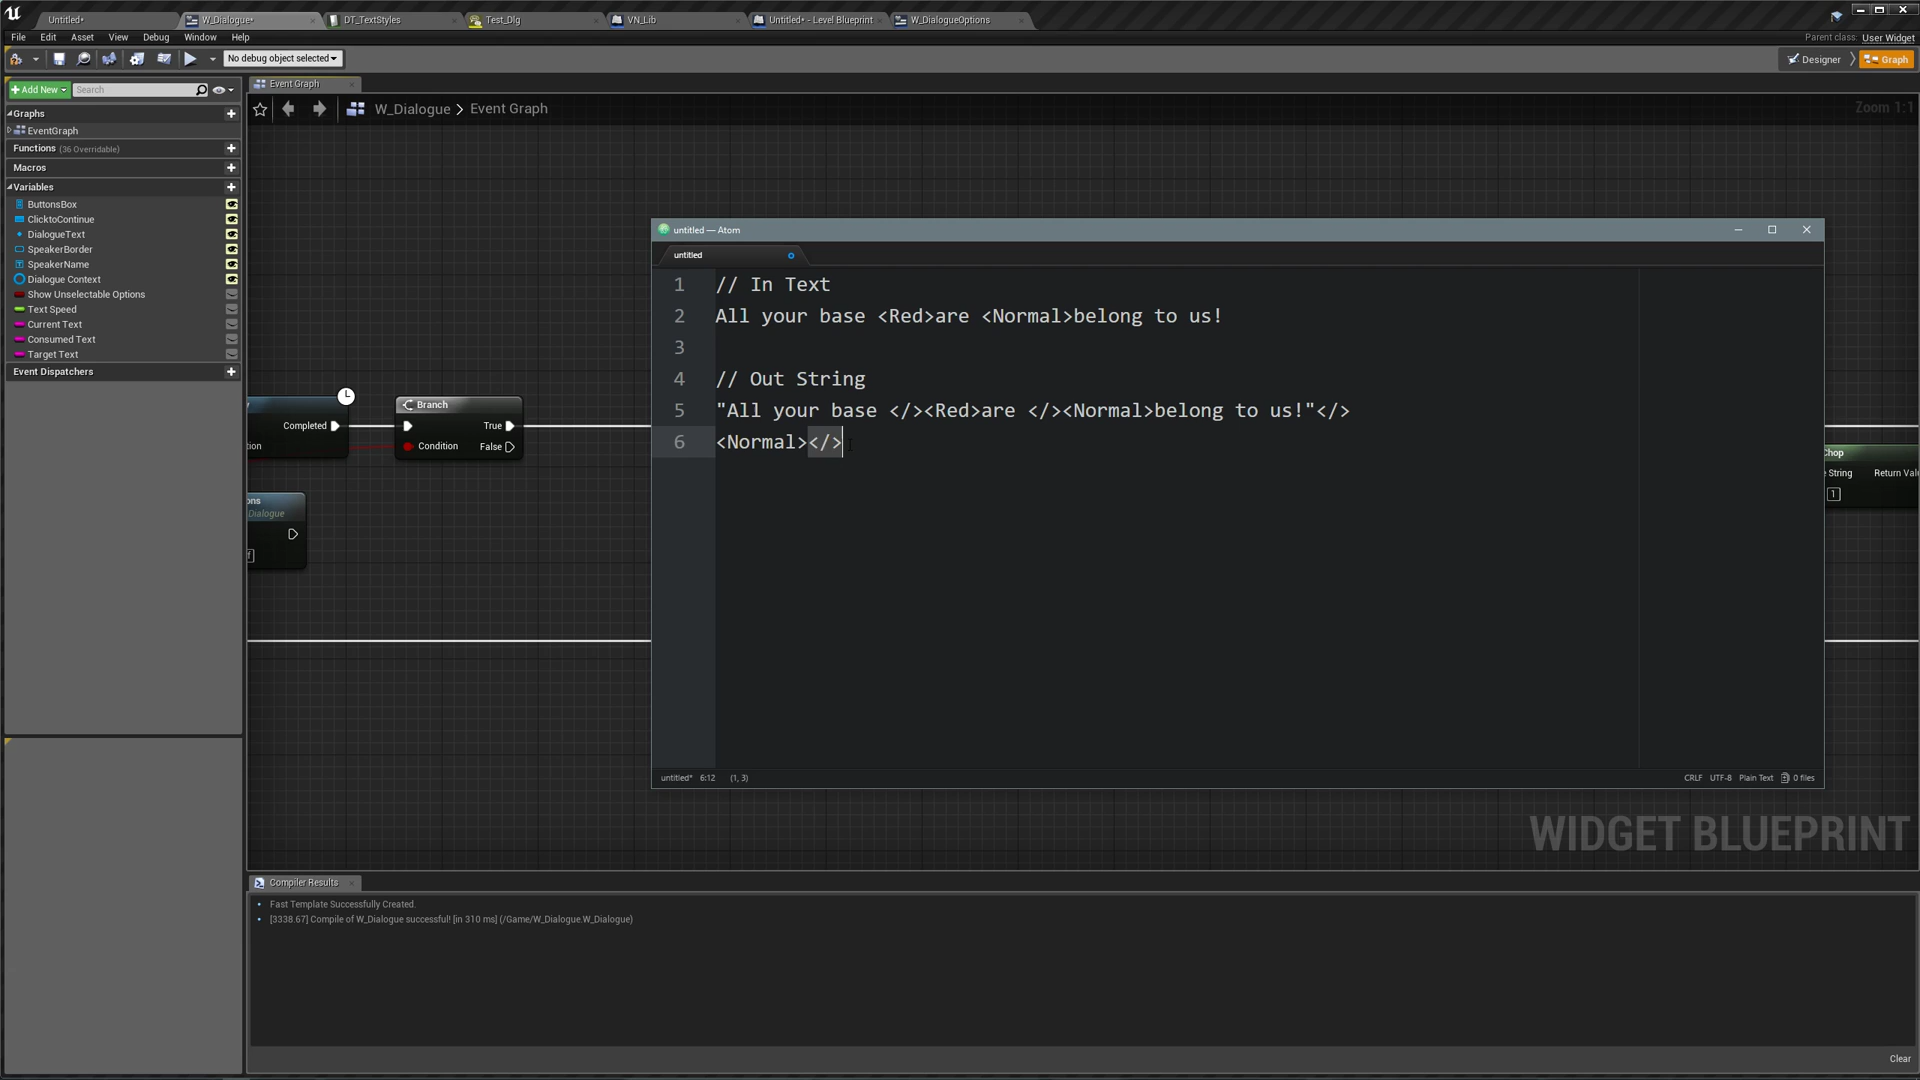 Untitled*
W_Dialogue*
DT_TextStyles
Test_Dlg
VN_Lib
Untitled* - Level Blueprint
W_DialogueOptions
File Edit Asset View Debug Window Help
Parent class: User Widget
No debug object selected
Designer
Graph
+Add New
Search
Event Graph
W_Dialogue > Event Graph
Zoom 1:1
Graphs
EventGraph
Functions (36 Overridable)
Macros
Variables
ButtonsBox
ClicktoContinue
DialogueText
SpeakerBorder
SpeakerName
Dialogue Context
Show Unselectable Options
Text Speed
Current Text
Consumed Text
Target Text
Event Dispatchers
untitled — Atom
untitled
1 // In Text
2 All your base <Red>are <Normal>belong to us!
3
4 // Out String
5 "All your base </><Red>are </><Normal>belong to us!"</>
6 <Normal></>
Branch
Completed
True
Condition
False
Dialogue
Chop
String
1
untitled* 6:12 (1, 3)
CRLF UTF-8 Plain Text 0 files
WIDGET BLUEPRINT
Compiler Results
Fast Template Successfully Created.
[3338.67] Compile of W_Dialogue successful! [in 310 ms] (/Game/W_Dialogue.W_Dialogue)
Clear